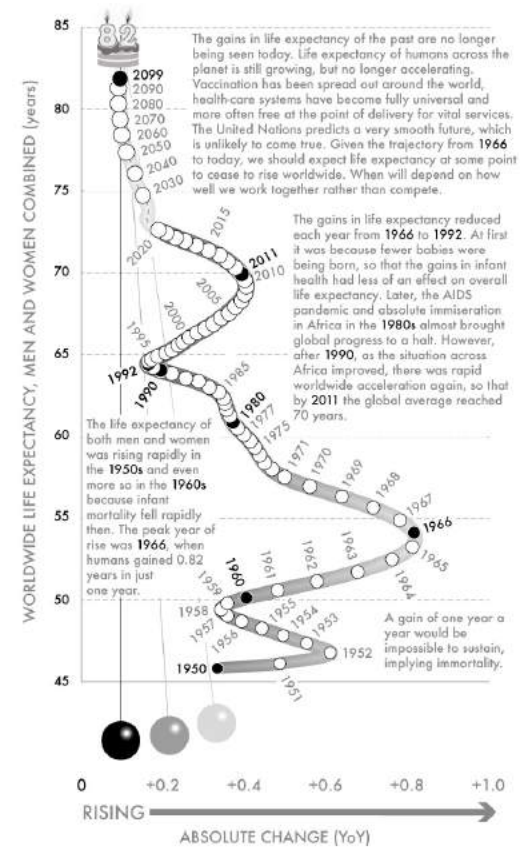 85
80
75
70
65
60
55
50
45
WORLDWIDE LIFE EXPECTANCY, MEN AND WOMEN COMBINED (years)
82
The gains in life expectancy of the past are no longer
being seen today. Life expectancy of humans across the
planet is still growing, but no longer accelerating.
Vaccination has been spread out around the world,
health-care systems have become fully universal and
more often free at the point of delivery for vital services.
The United Nations predicts a very smooth future, which
is unlikely to come true. Given the trajectory from 1966
to today, we should expect life expectancy at some point
to cease to rise worldwide. When will depend on how
well we work together rather than compete.
2099
2090
2080
2070
2060
2050
2040
2030
2020
2015
2011
2010
2005
2000
1995
1992
1990
1985
1980
1977
1975
1971
1970
1969
1968
1967
1966
1965
1964
1963
1962
1961
1960
1959
1958
1957
1956
1955
1954
1953
1952
1951
1950
The gains in life expectancy reduced
each year from 1966 to 1992. At first
it was because fewer babies were
being born, so that the gains in infant
health had less of an effect on overall
life expectancy. Later, the AIDS
pandemic and absolute immiseration
in Africa in the 1980s almost brought
global progress to a halt. However,
after 1990, as the situation across
Africa improved, there was rapid
worldwide acceleration again, so that
by 2011 the global average reached
70 years.
The life expectancy of
both men and women
was rising rapidly in
the 1950s and even
more so in the 1960s
because infant
mortality fell rapidly
then. The peak year of
rise was 1966, when
humans gained 0.82
years in just
one year.
A gain of one year a
year would be
impossible to sustain,
implying immortality.
0
+0.2
+0.4
+0.6
+0.8
+1.0
RISING
ABSOLUTE CHANGE (YoY)